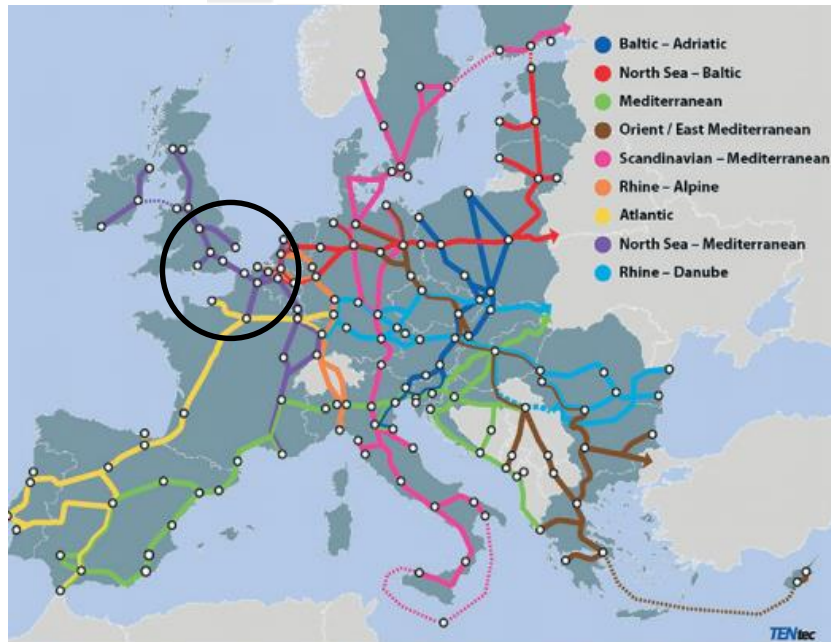 Baltic – Adriatic
North Sea – Baltic
Mediterranean
Orient / East Mediterranean
Scandinavian – Mediterranean
Rhine – Alpine
Atlantic
North Sea – Mediterranean
Rhine – Danube
TENtec